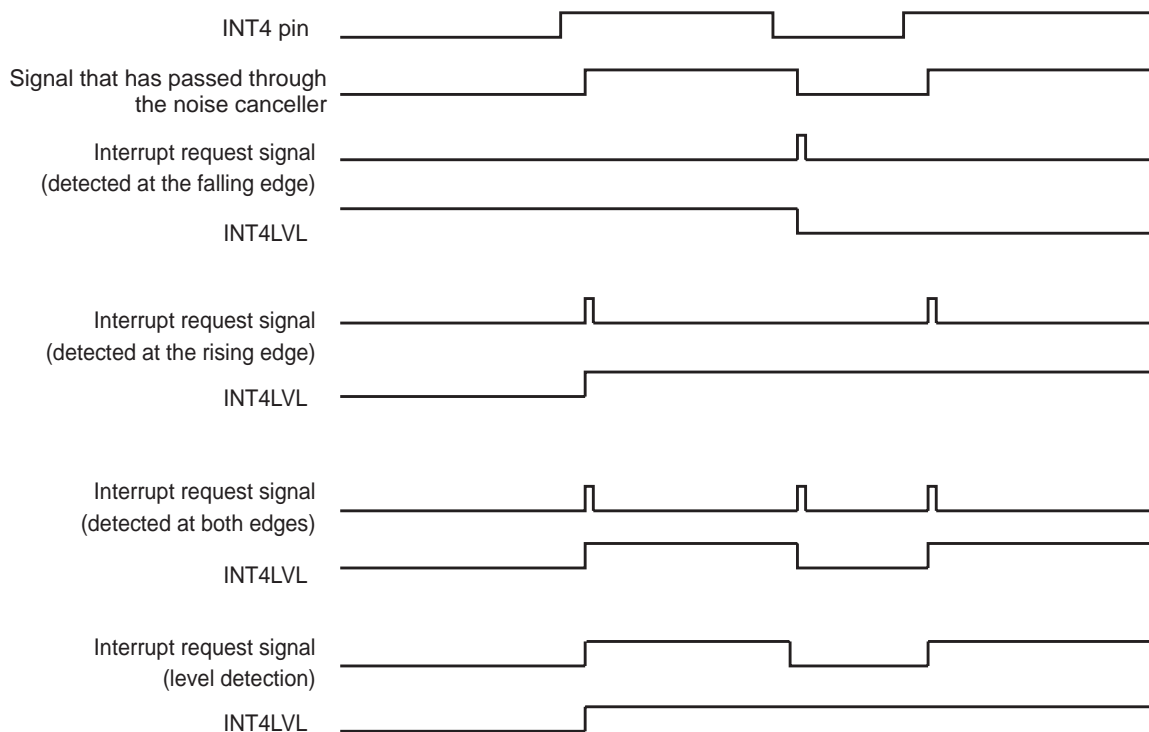 INT4 pin
Signal that has passed through
the noise canceller
Interrupt request signal
(detected at the falling edge)
INT4LVL
Interrupt request signal
(detected at the rising edge)
INT4LVL
Interrupt request signal
(detected at both edges)
INT4LVL
Interrupt request signal
(level detection)
INT4LVL